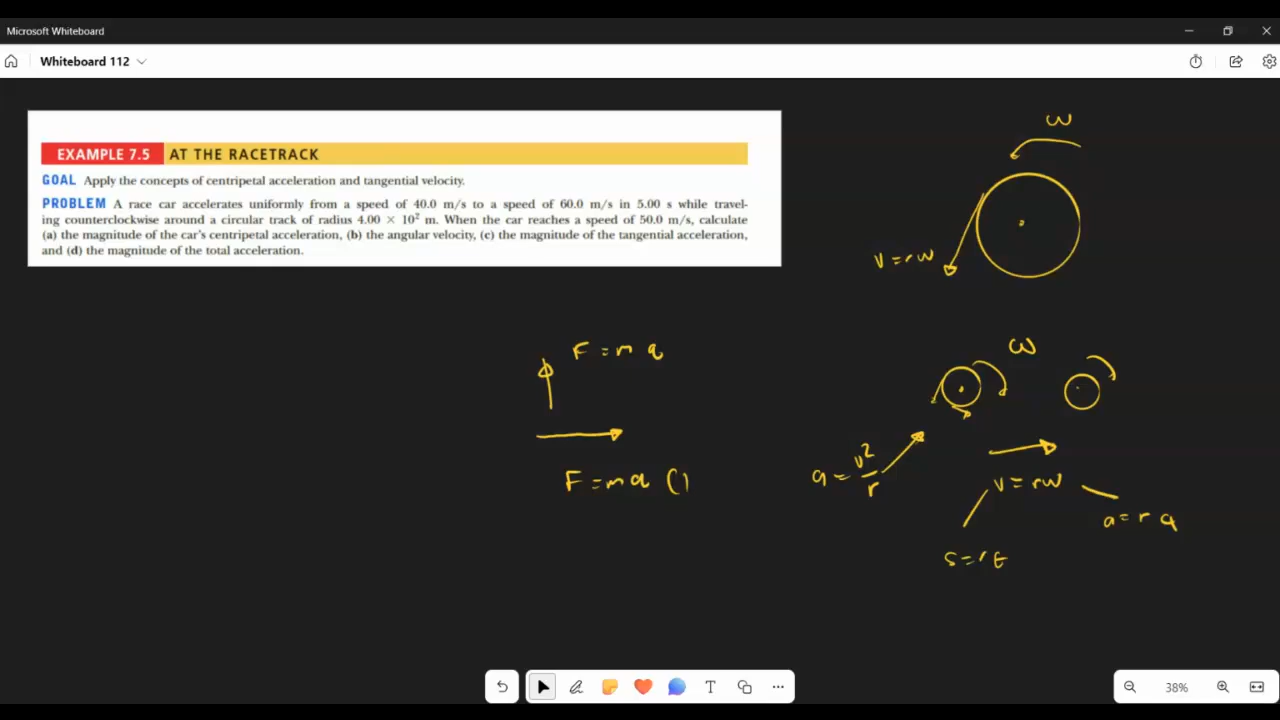 Microsoft Whiteboard
Whiteboard 112
EXAMPLE 7.5 AT THE RACETRACK
GOAL Apply the concepts of centripetal acceleration and tangential velocity.
PROBLEM A race car accelerates uniformly from a speed of 40.0 m/s to a speed of 60.0 m/s in 5.00 s while travel-
ing counterclockwise around a circular track of radius 4.00 × 10² m. When the car reaches a speed of 50.0 m/s, calculate
(a) the magnitude of the car's centripetal acceleration, (b) the angular velocity, (c) the magnitude of the tangential acceleration,
and (d) the magnitude of the total acceleration.
ω
v = rω
F = m a
F = ma (1
ω
a = v²/r
v = rω
a = r α
s = r θ
38%